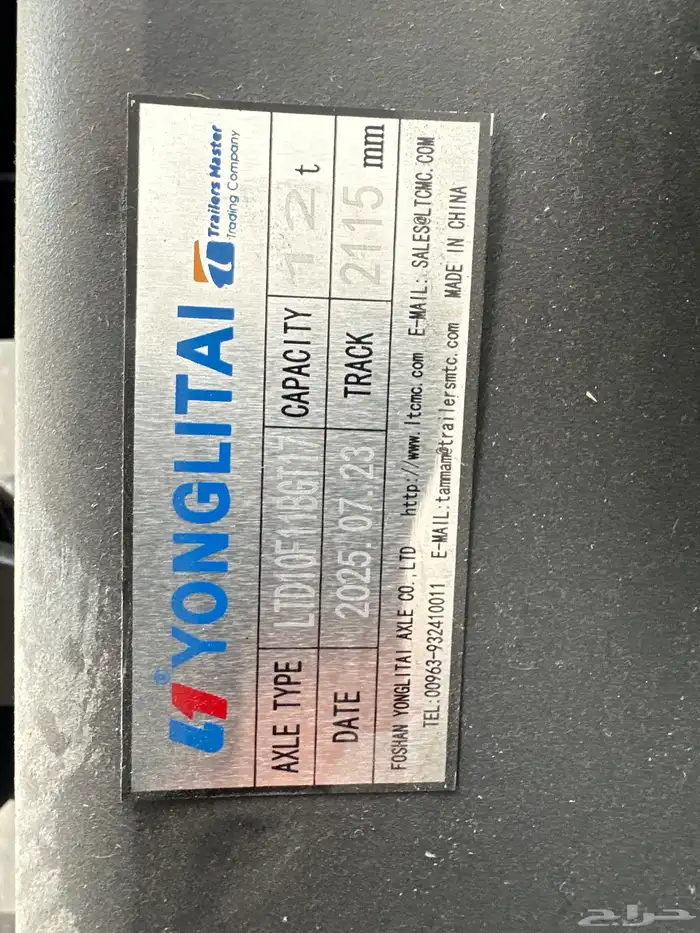 YONGLITAI®
Trailers Master
Trading Company
AXLE TYPE LTD10F11DG1117 CAPACITY 12 t
DATE 2025.07.23 TRACK 2115 mm
FOSHAN YONGLITAI AXLE CO.,LTD http://www.ltcmc.com E-MAIL: SALES@LTCMC.COM
TEL:00963-932410011 E-MAIL:tammam@trailersmtc.com MADE IN CHINA
حراج